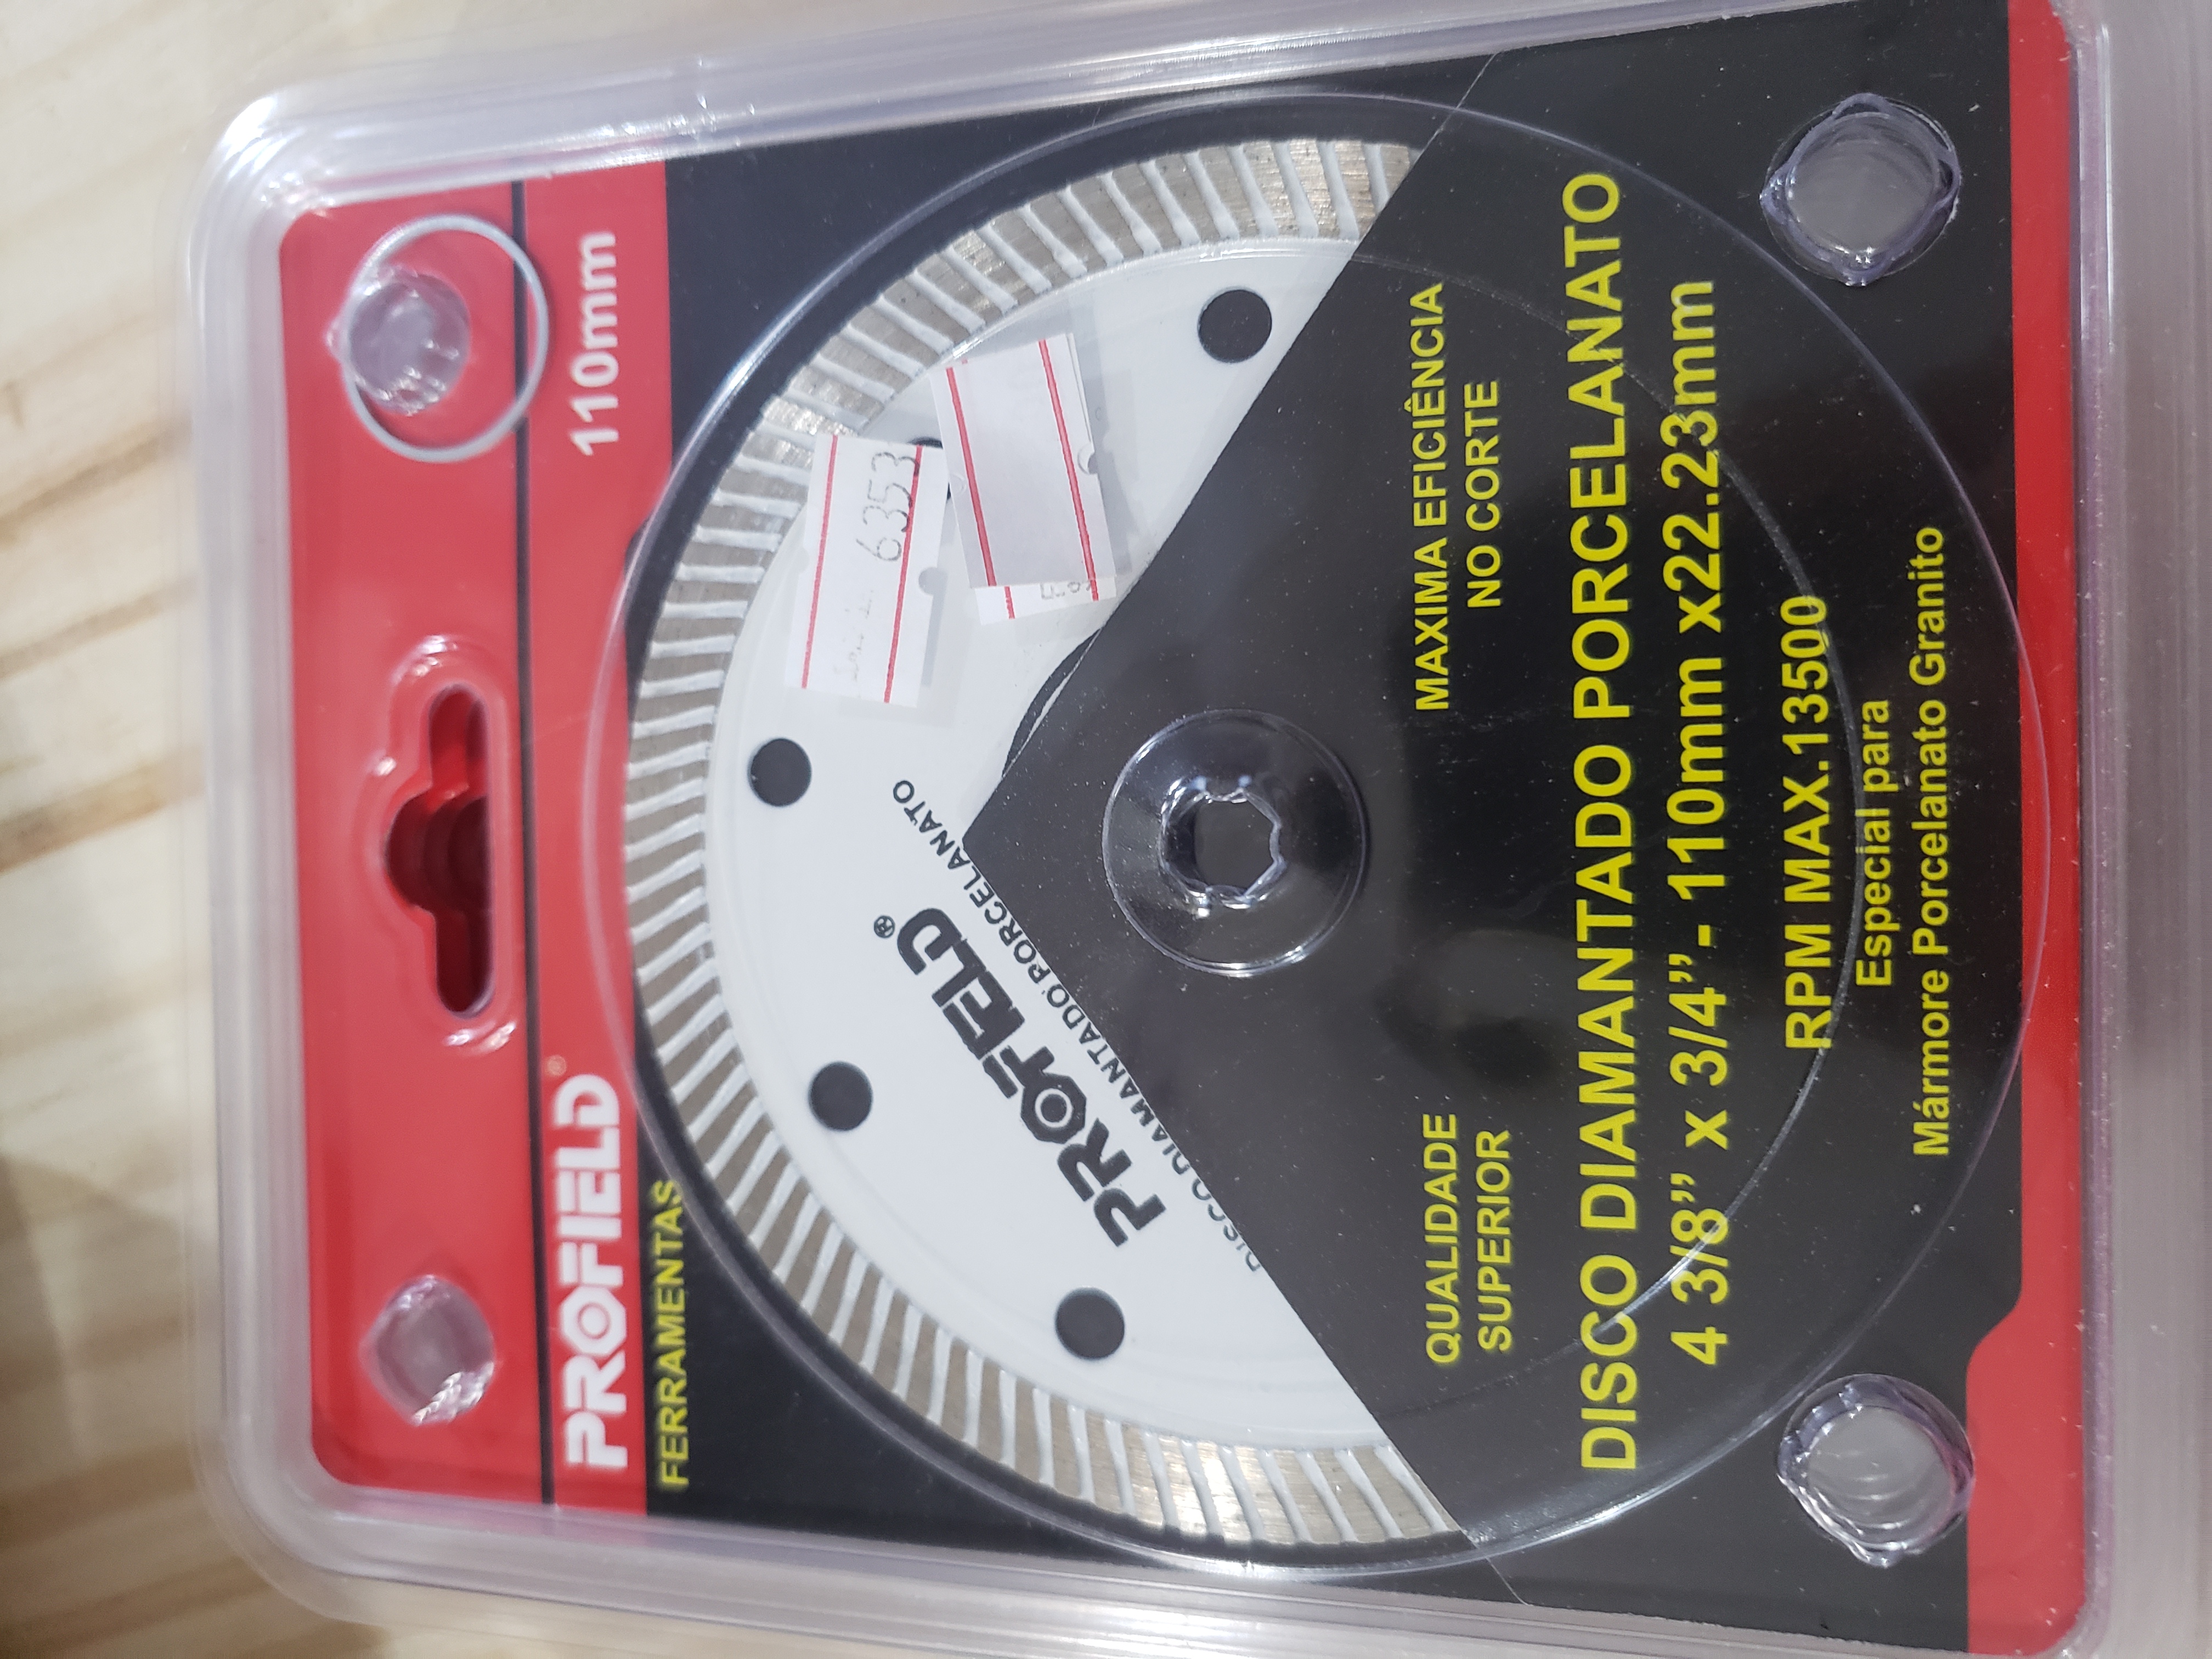 110mm
PROFIELD®
FERRAMENTAS
6353
PROFIELD®
DISCO DIAMANTADO PORCELANATO
QUALIDADE
SUPERIOR
MAXIMA EFICIÊNCIA
NO CORTE
DISCO DIAMANTADO PORCELANATO
4 3/8” x 3/4” - 110mm x22.23mm
RPM MAX.13500
Especial para
Mármore Porcelanato Granito